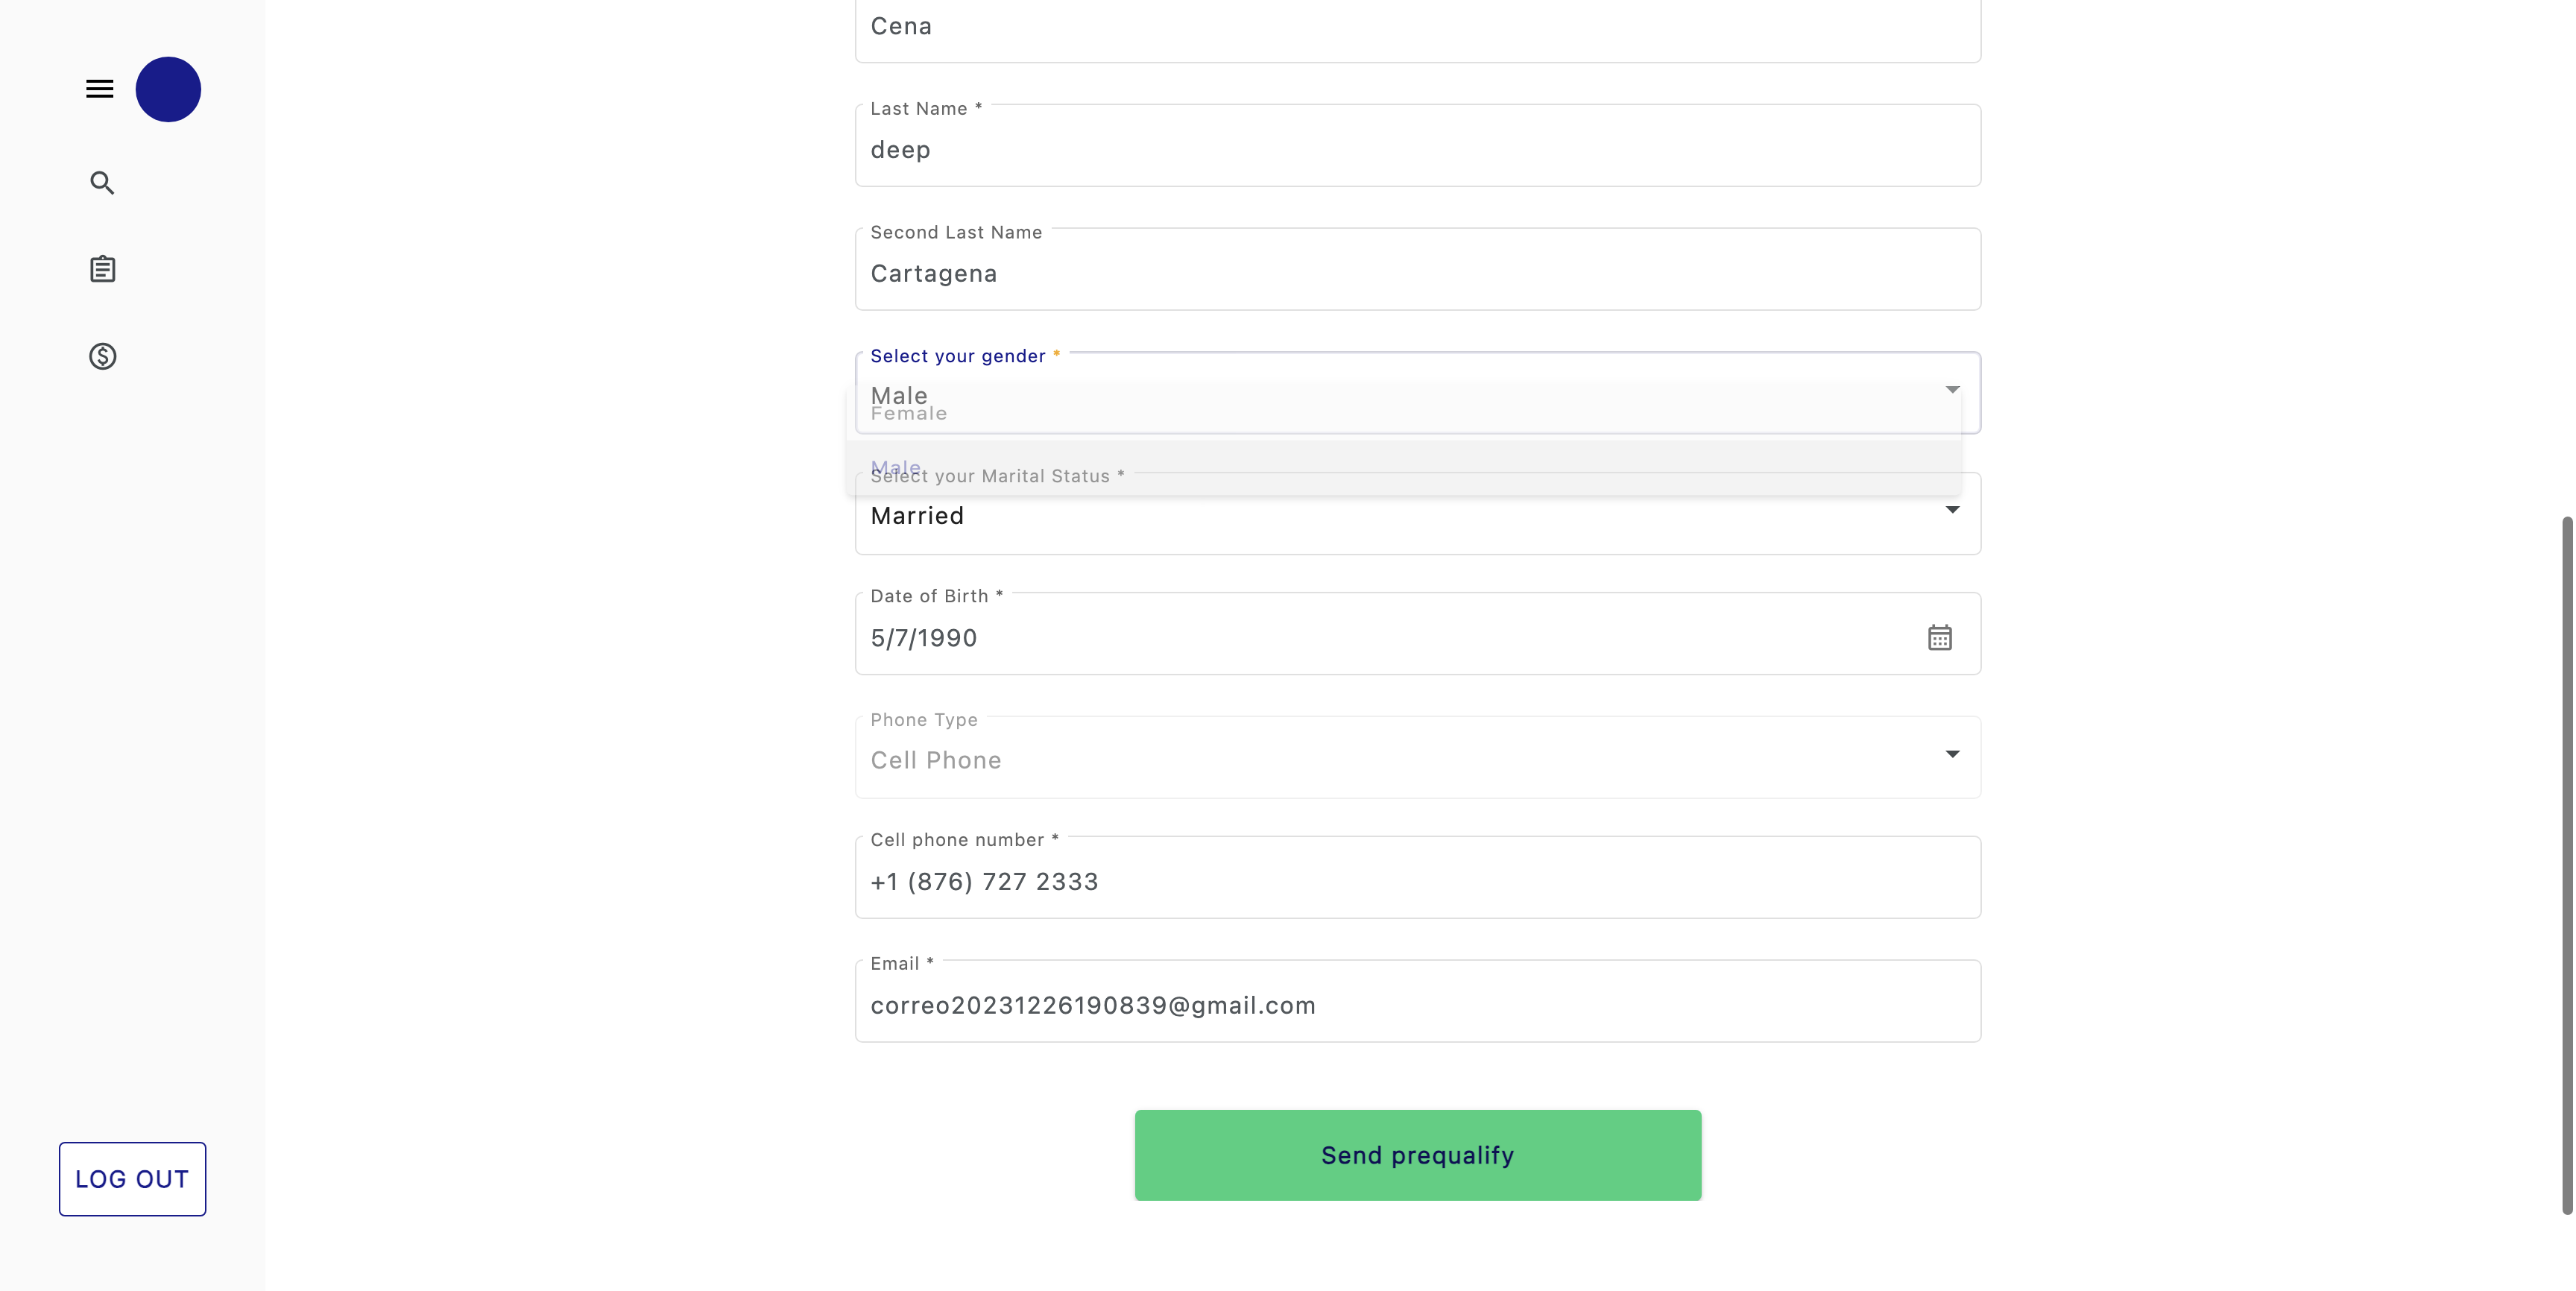 Cena
Last Name *
deep
Second Last Name
Cartagena
Select your gender *
Male
Female
Male
Select your Marital Status *
Married
Date of Birth *
5/7/1990
Phone Type
Cell Phone
Cell phone number *
+1 (876) 727 2333
Email *
correo20231226190839@gmail.com
Send prequalify
LOG OUT